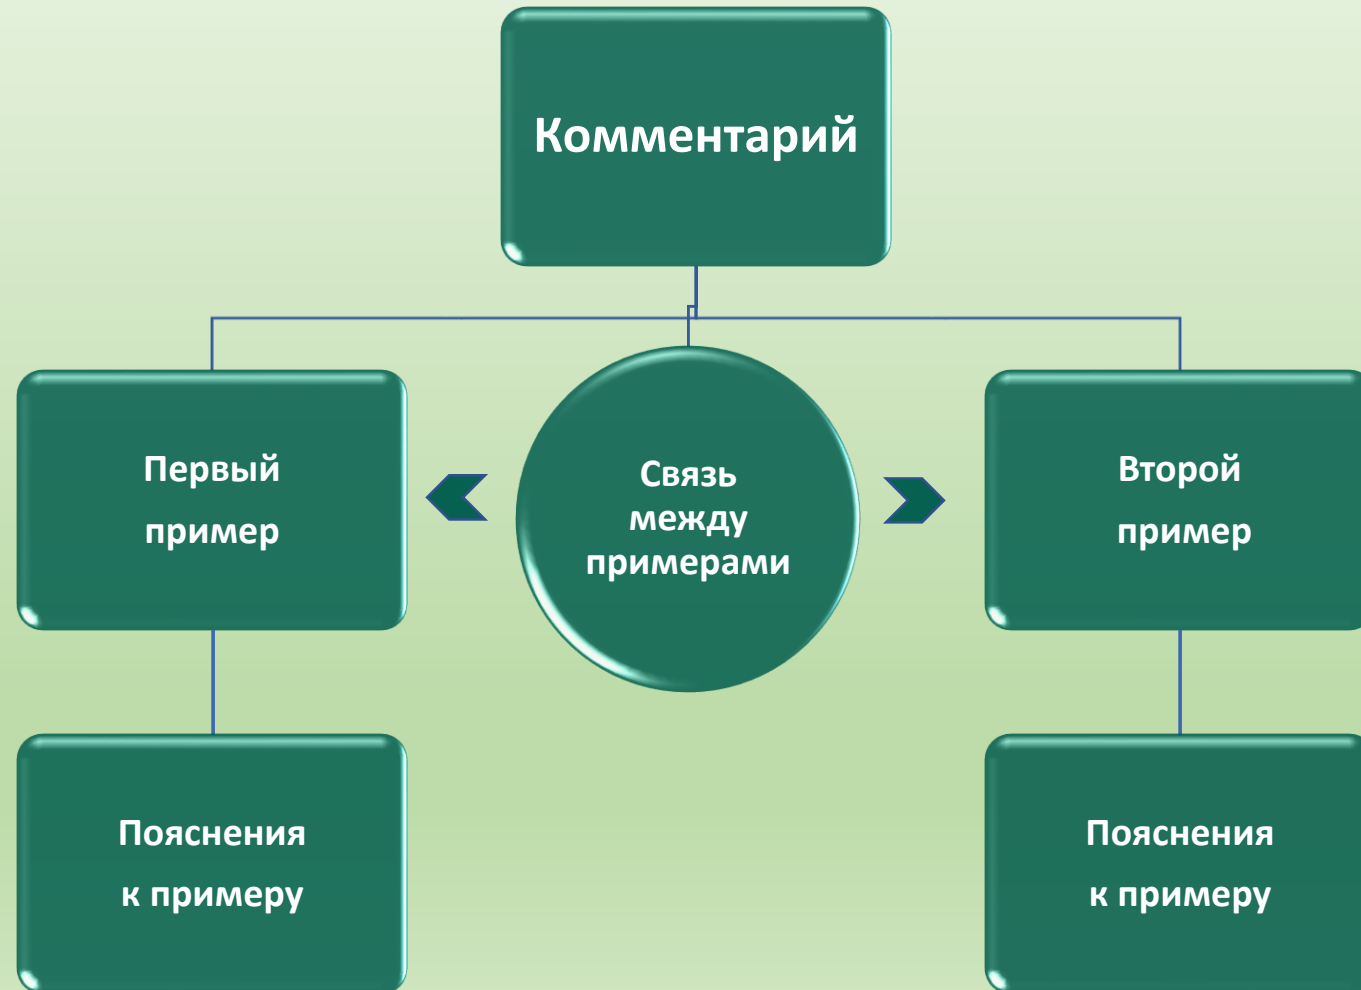 Комментарий
Первый
пример
Связь
между
примерами
Второй
пример
Пояснения
к примеру
Пояснения
к примеру